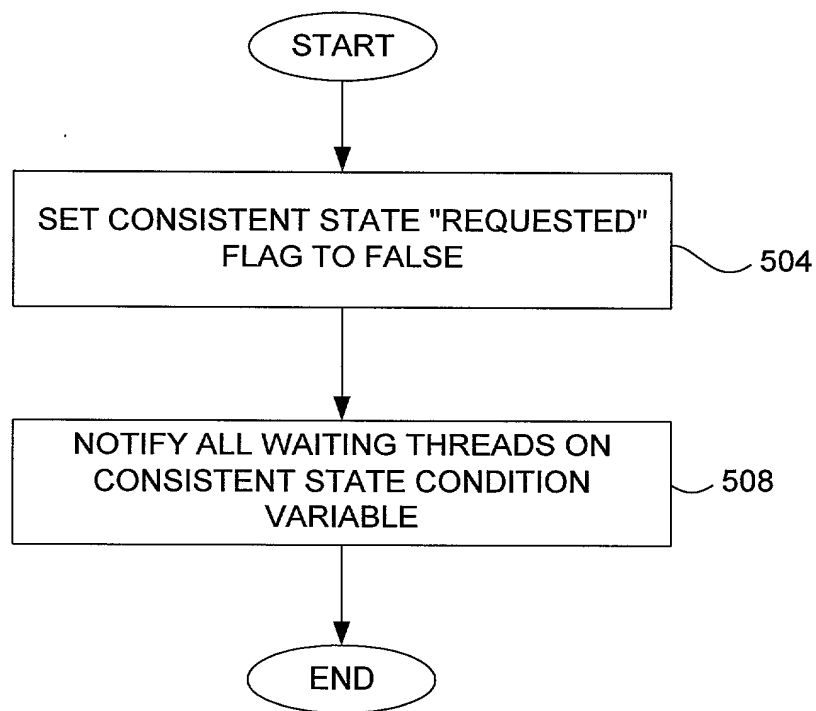 START
SET CONSISTENT STATE "REQUESTED"
FLAG TO FALSE
504
NOTIFY ALL WAITING THREADS ON
CONSISTENT STATE CONDITION
VARIABLE
508
END